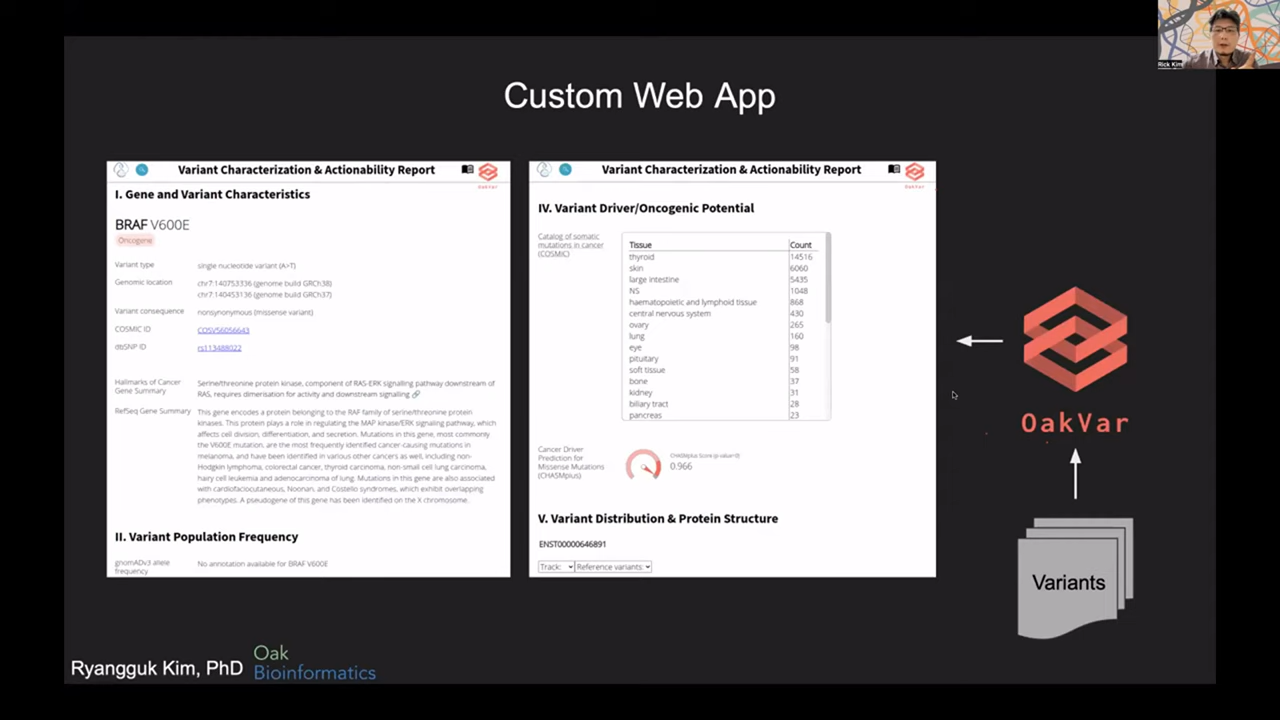 Rick Kim
Custom Web App
Variant Characterization & Actionability Report
OakVar
I. Gene and Variant Characteristics
BRAF V600E
Oncogene
Variant type
single nucleotide variant (A>T)
Genomic location
chr7:140753336 (genome build GRCh38)
chr7:140453136 (genome build GRCh37)
Variant consequence
nonsynonymous (missense variant)
COSMIC ID
COSV56056643
dbSNP ID
rs113488022
Hallmarks of Cancer
Gene Summary
Serine/threonine protein kinase, component of RAS-ERK signalling pathway downstream of
RAS, requires dimerisation for activity and downstream signalling
RefSeq Gene Summary
This gene encodes a protein belonging to the RAF family of serine/threonine protein
kinases. This protein plays a role in regulating the MAP kinase/ERK signaling pathway, which
affects cell division, differentiation, and secretion. Mutations in this gene, most commonly
the V600E mutation, are the most frequently identified cancer-causing mutations in
melanoma, and have been identified in various other cancers as well, including non-
Hodgkin lymphoma, colorectal cancer, thyroid carcinoma, non-small cell lung carcinoma,
hairy cell leukemia and adenocarcinoma of lung. Mutations in this gene are also associated
with cardiofaciocutaneous, Noonan, and Costello syndromes, which exhibit overlapping
phenotypes. A pseudogene of this gene has been identified on the X chromosome.
II. Variant Population Frequency
gnomADv3 allele
frequency
No annotation available for BRAF V600E
Variant Characterization & Actionability Report
OakVar
IV. Variant Driver/Oncogenic Potential
Catalog of somatic
mutations in cancer
(COSMIC)
Tissue Count
thyroid 14516
skin 6060
large intestine 5435
NS 1048
haematopoietic and lymphoid tissue 868
central nervous system 430
ovary 265
lung 160
eye 98
pituitary 91
soft tissue 58
bone 37
kidney 31
biliary tract 28
pancreas 23
Cancer Driver
Prediction for
Missense Mutations
(CHASMplus)
CHASMplus Score (p-value=0)
0.966
V. Variant Distribution & Protein Structure
ENST00000646891
Track: Reference variants:
OakVar
Variants
Ryangguk Kim, PhD
Oak
Bioinformatics